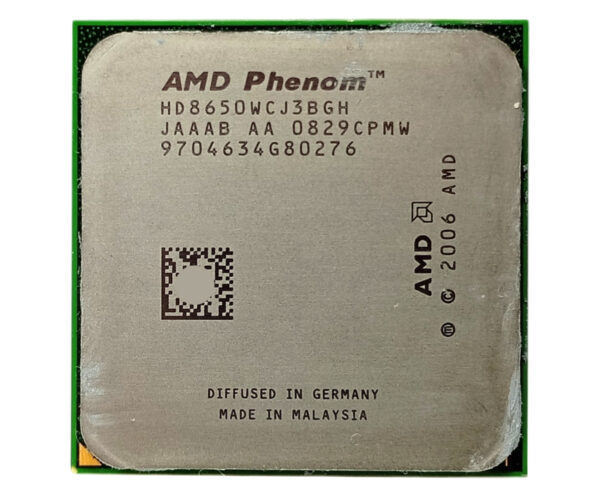 AMD Phenom™
HD8650WCJ3BGH
JAAAB AA 0829CPMW
9704634G80276
AMD
Ⓜ © 2006 AMD
DIFFUSED IN GERMANY
MADE IN MALAYSIA